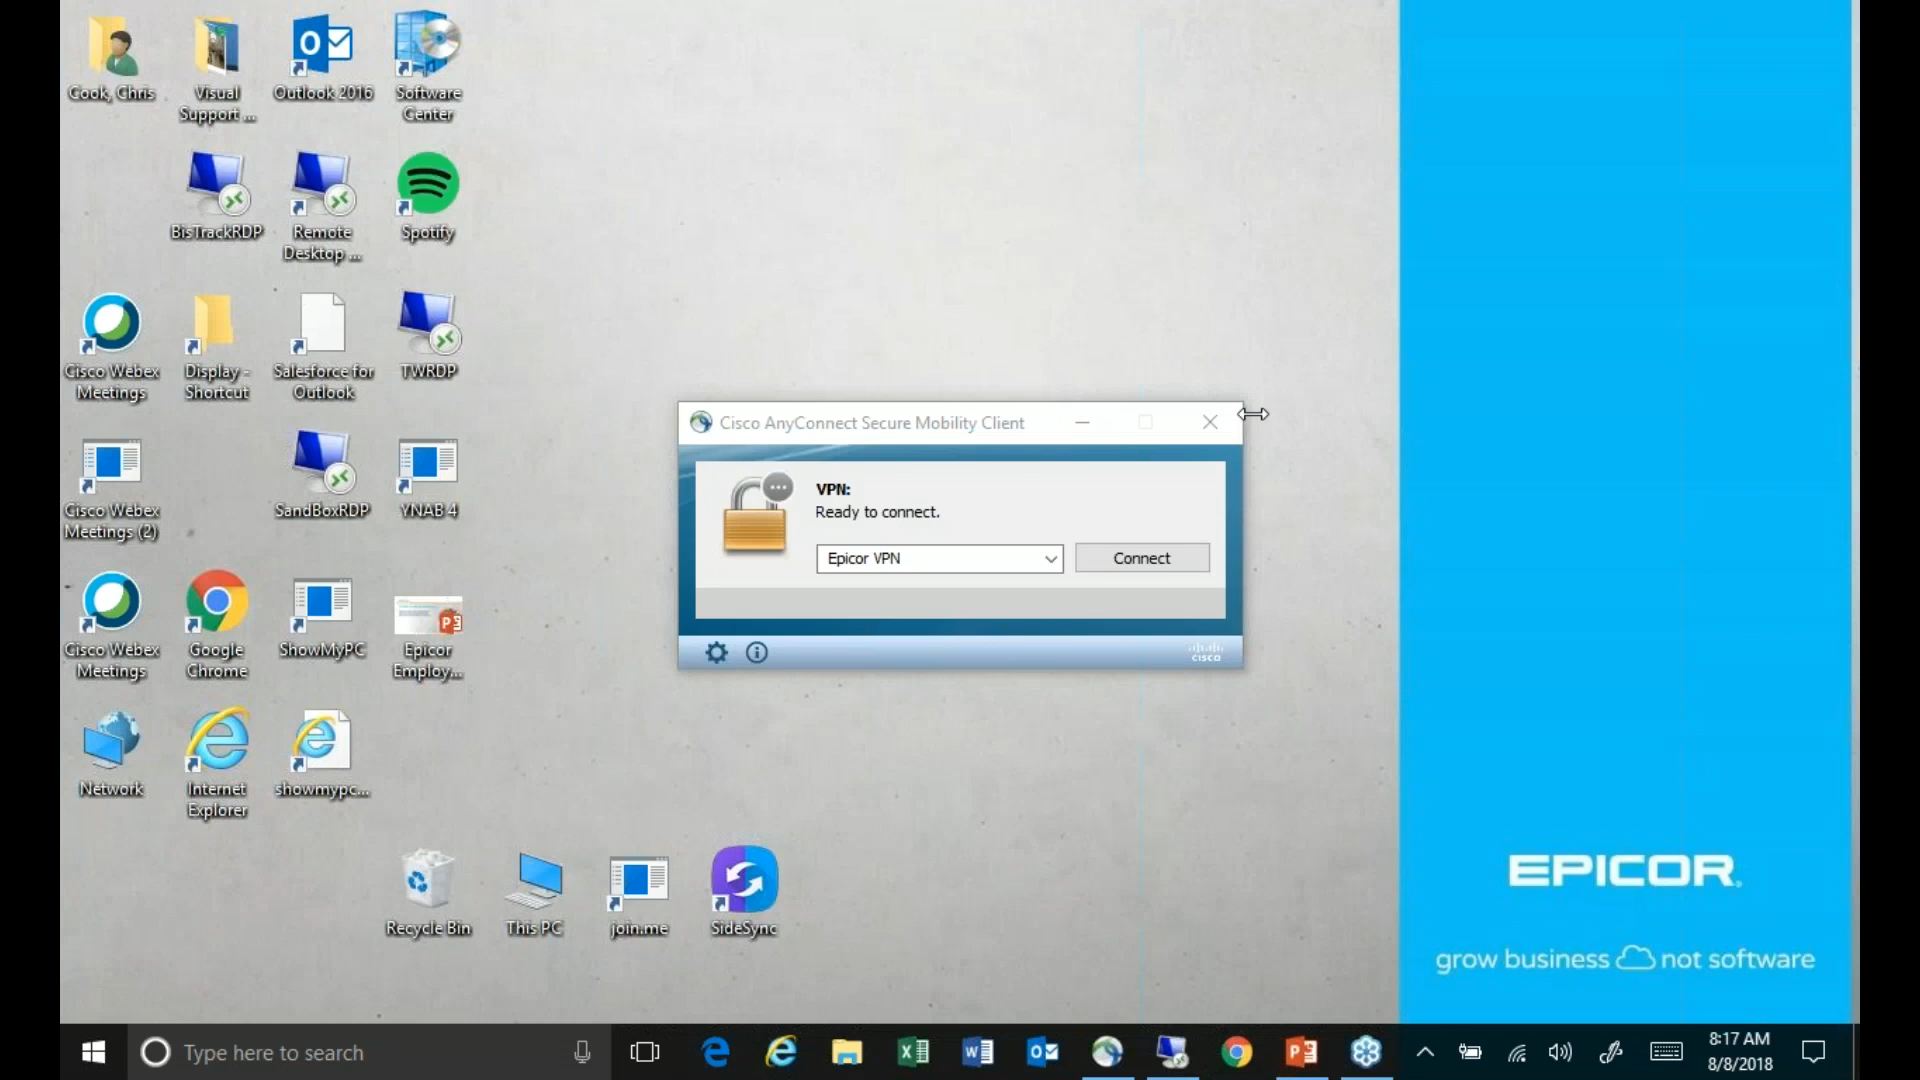 Cook, Chris
Visual
Support ...
Outlook 2016
Software
Center
BisTrackRDP
Remote
Desktop ...
Spotify
Cisco Webex
Meetings
Display -
Shortcut
Salesforce for
Outlook
TWRDP
Cisco Webex
Meetings (2)
SandBoxRDP
YNAB 4
Cisco Webex
Meetings
Google
Chrome
ShowMyPC
Epicor
Employ...
Network
Internet
Explorer
showmypc...
Recycle Bin
This PC
join.me
SideSync
Cisco AnyConnect Secure Mobility Client
VPN:
Ready to connect.
Epicor VPN
Connect
cisco
EPICOR
grow business not software
Type here to search
8:17 AM
8/8/2018